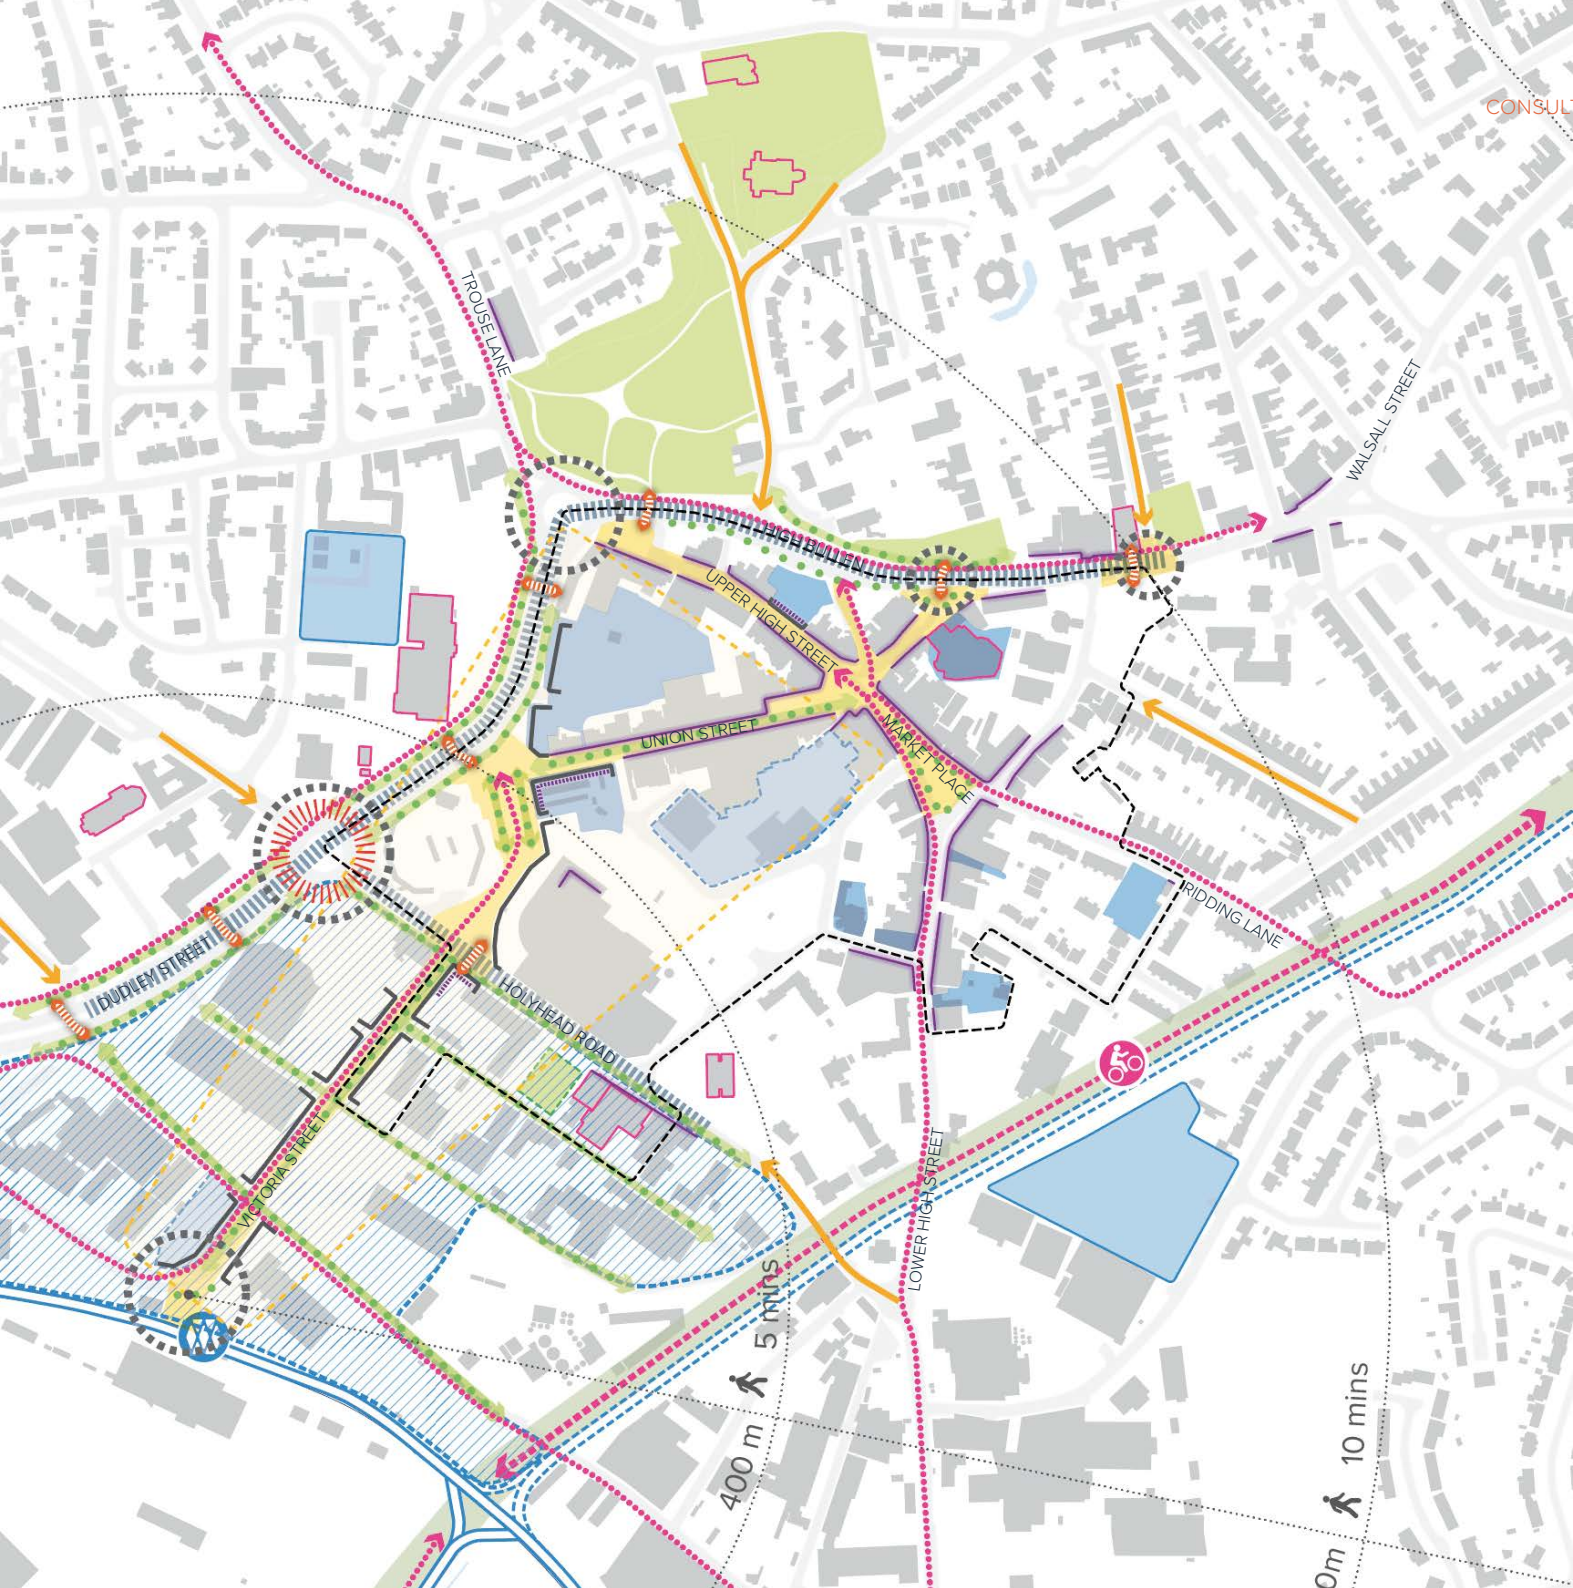 CONSULT
TROUSE LANE
WALSALL STREET
HIGH BULLEN
UPPER HIGH STREET
UNION STREET
MARKET PLACE
RIDDING LANE
DUDLEY STREET
HOLYHEAD ROAD
VICTORIA STREET
LOWER HIGH STREET
5 mins
400 m
10 mins
0m